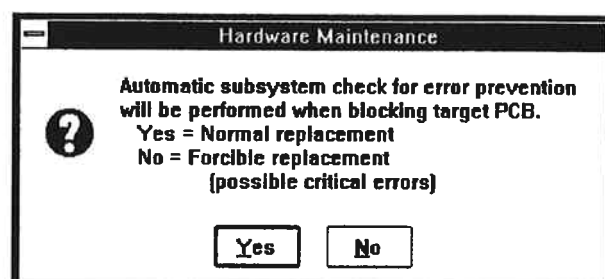 Hardware Maintenance
Automatic subsystem check for error prevention
will be performed when blocking target PCB.
Yes = Normal replacement
No = Forcible replacement
(possible critical errors)
Yes
No